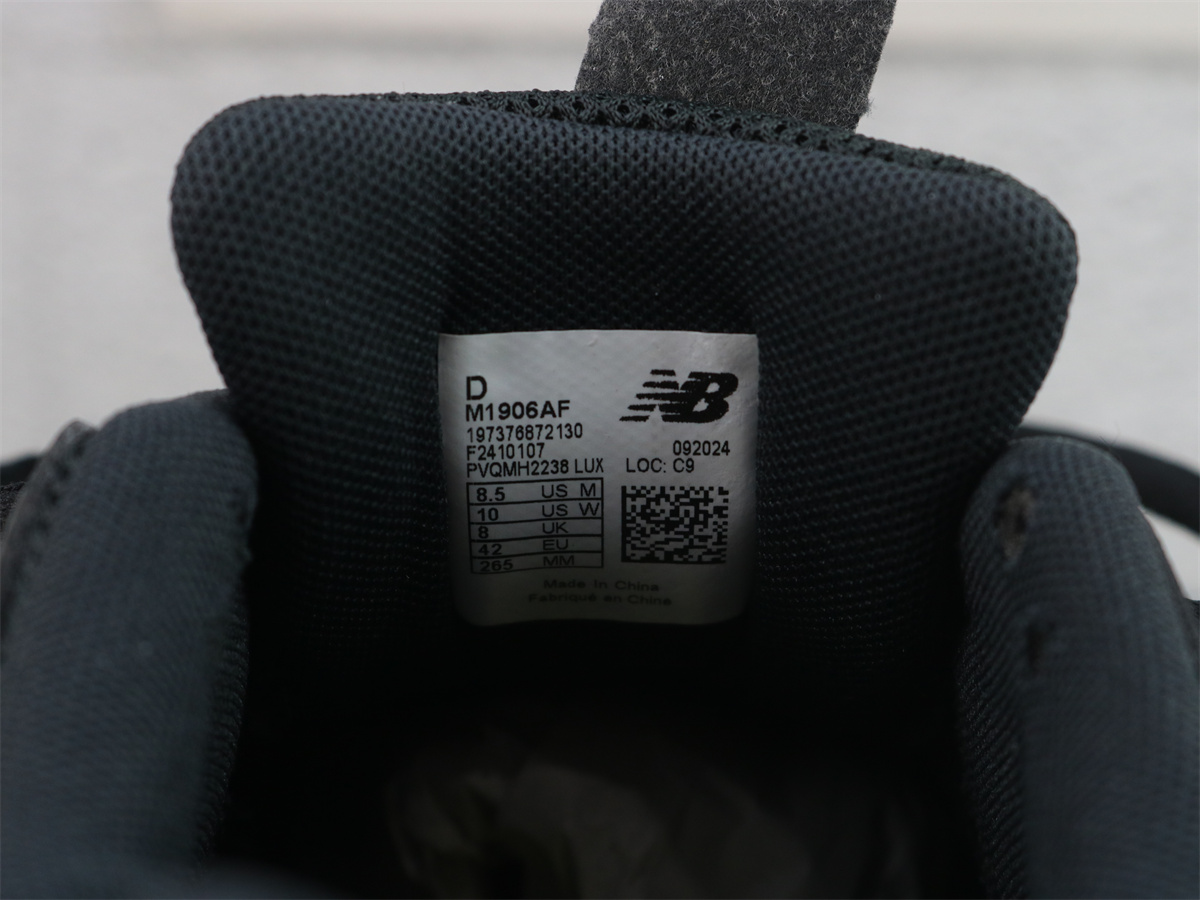 D
NB
M1906AF
197376872130
F2410107 092024
PVQMH2238 LUX LOC: C9
8.5 US M
10 US W
8 UK
42 EU
265 MM
Made In China
Fabriqué en Chine